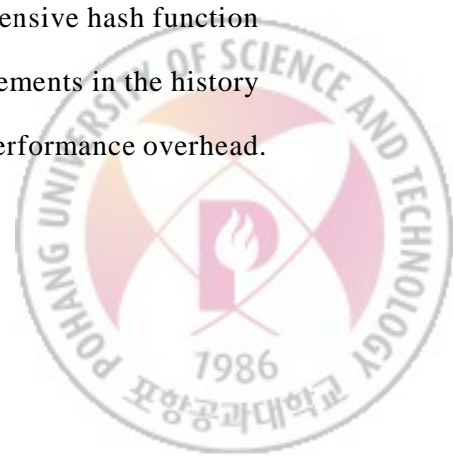 ensive hash function
ements in the history
erformance overhead.
POHANG UNIVERSITY OF SCIENCE AND TECHNOLOGY
1986
포항공과대학교